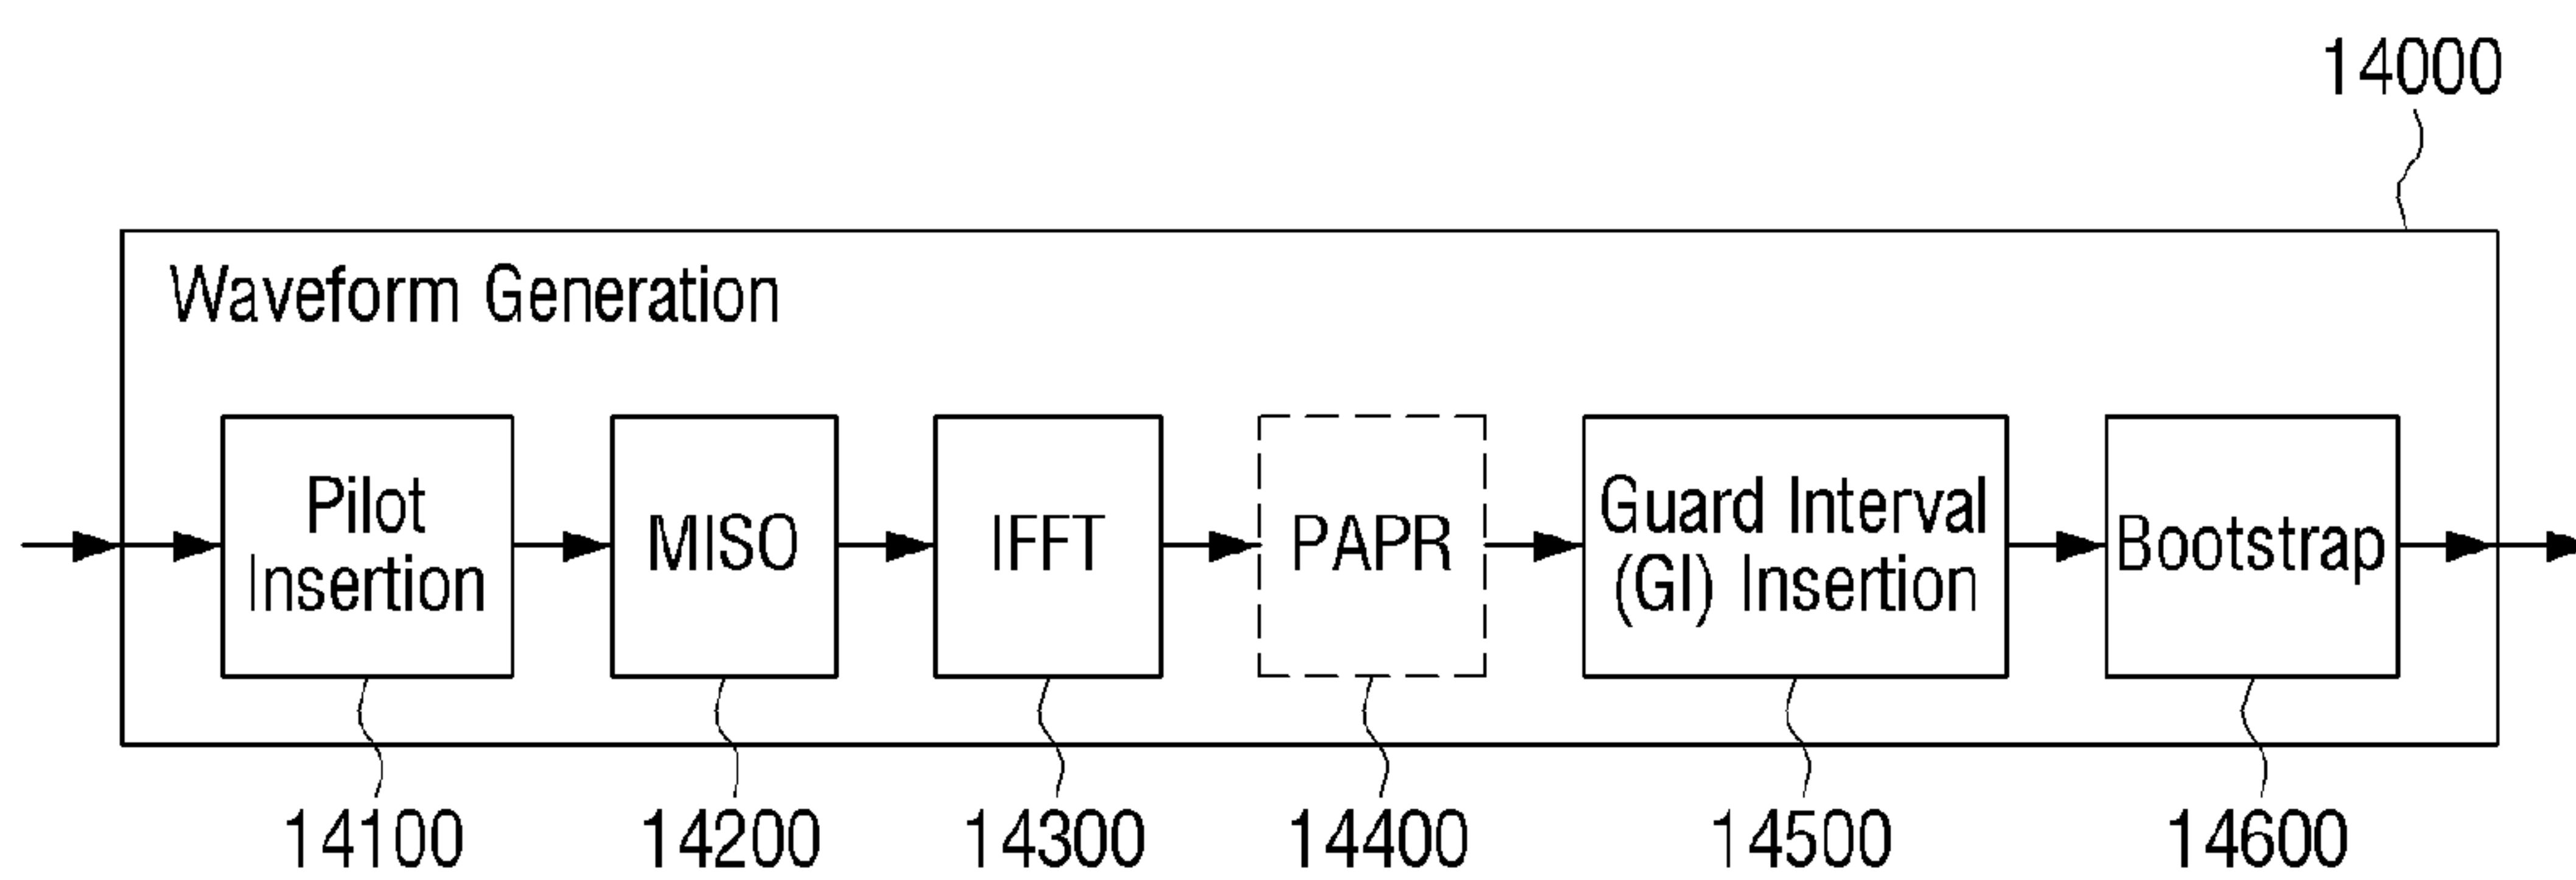 14000
Waveform Generation
Pilot
Insertion
MISO
IFFT
PAPR
Guard Interval
(GI) Insertion
Bootstrap
14100
14200
14300
14400
14500
14600